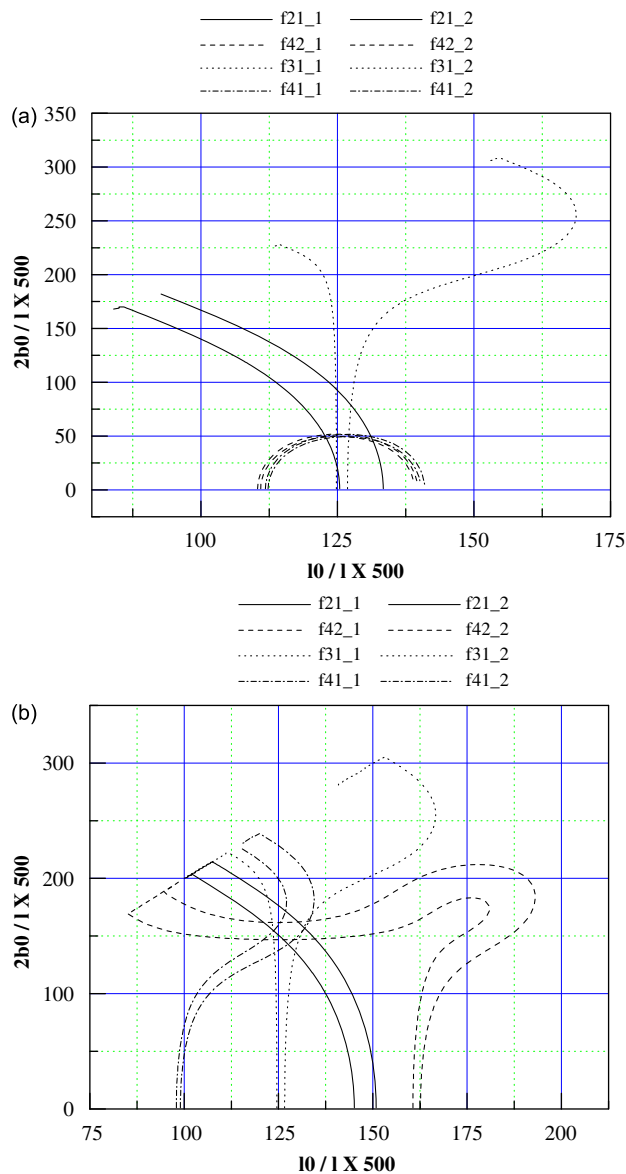 f21_1 f21_2
f42_1 f42_2
f31_1 f31_2
f41_1 f41_2
(a)
350
300
250
200
150
100
50
0
2b0 / l X 500
100 125 150 175
l0 / l X 500
f21_1 f21_2
f42_1 f42_2
f31_1 f31_2
f41_1 f41_2
(b)
300
200
100
0
2b0 / l X 500
75 100 125 150 175 200
l0 / l X 500